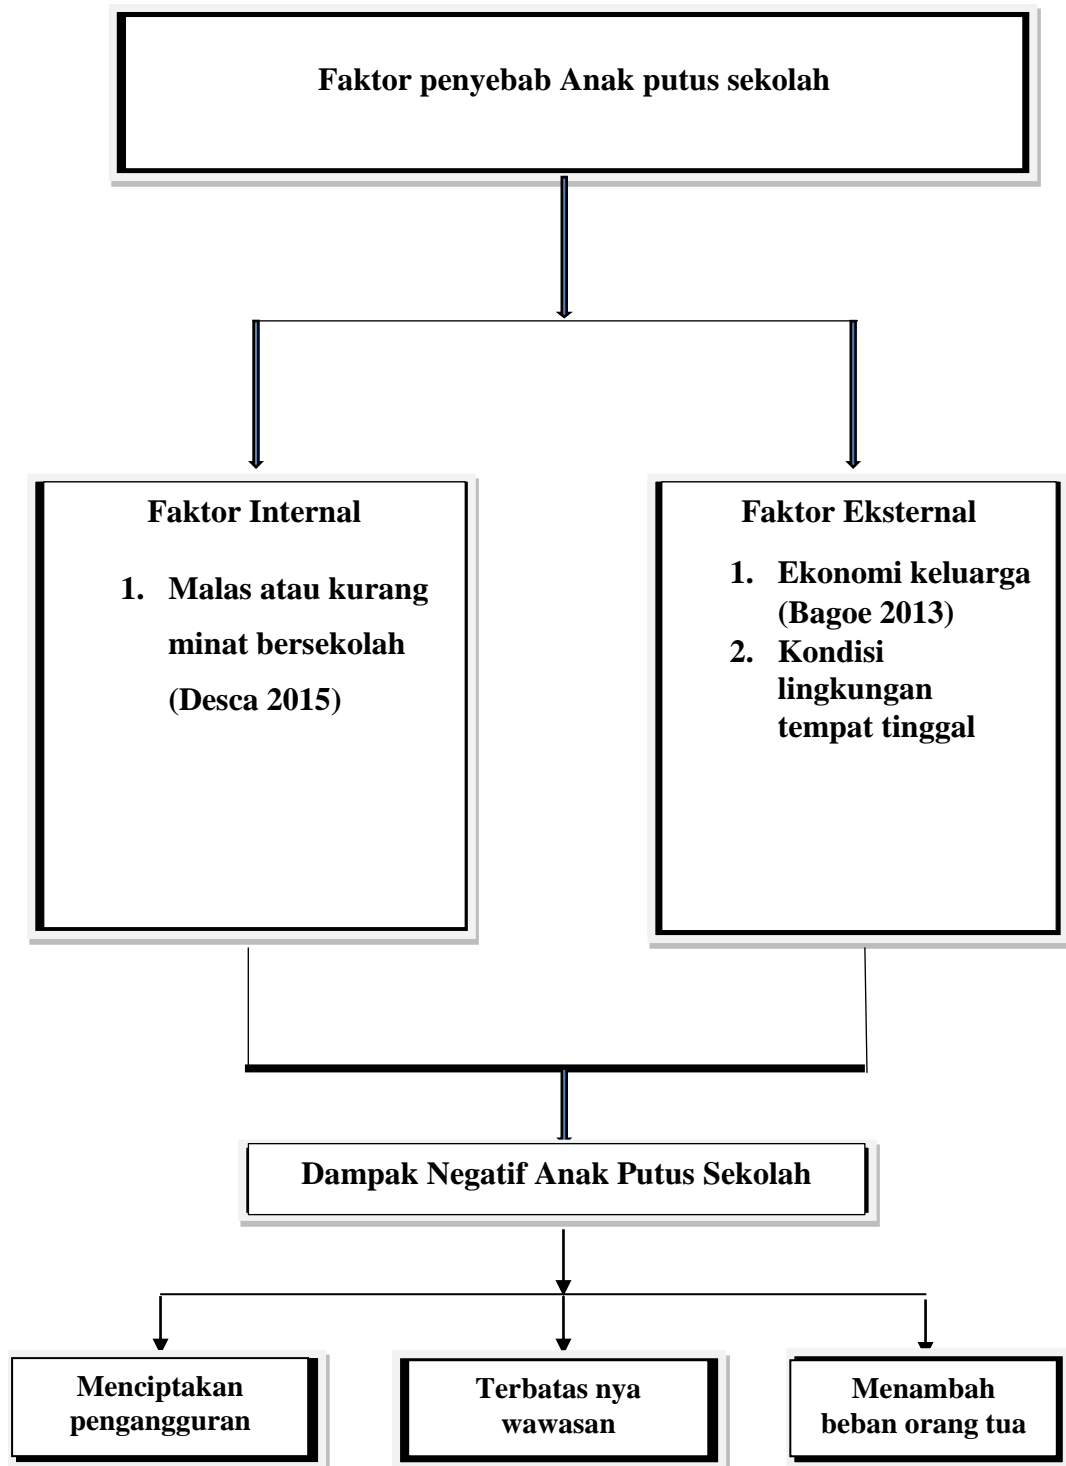 Faktor penyebab Anak putus sekolah
Faktor Internal
1. Malas atau kurang
minat bersekolah
(Desca 2015)
Faktor Eksternal
1. Ekonomi keluarga
(Bagoe 2013)
2. Kondisi
lingkungan
tempat tinggal
Dampak Negatif Anak Putus Sekolah
Menciptakan
pengangguran
Terbatas nya
wawasan
Menambah
beban orang tua